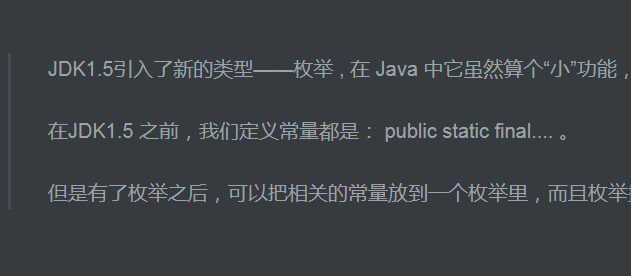 JDK1.5引入了新的类型——枚举 , 在 Java 中它虽然算个“小”功能，
在JDK1.5 之前，我们定义常量都是： public static final.... 。
但是有了枚举之后，可以把相关的常量放到一个枚举里，而且枚举